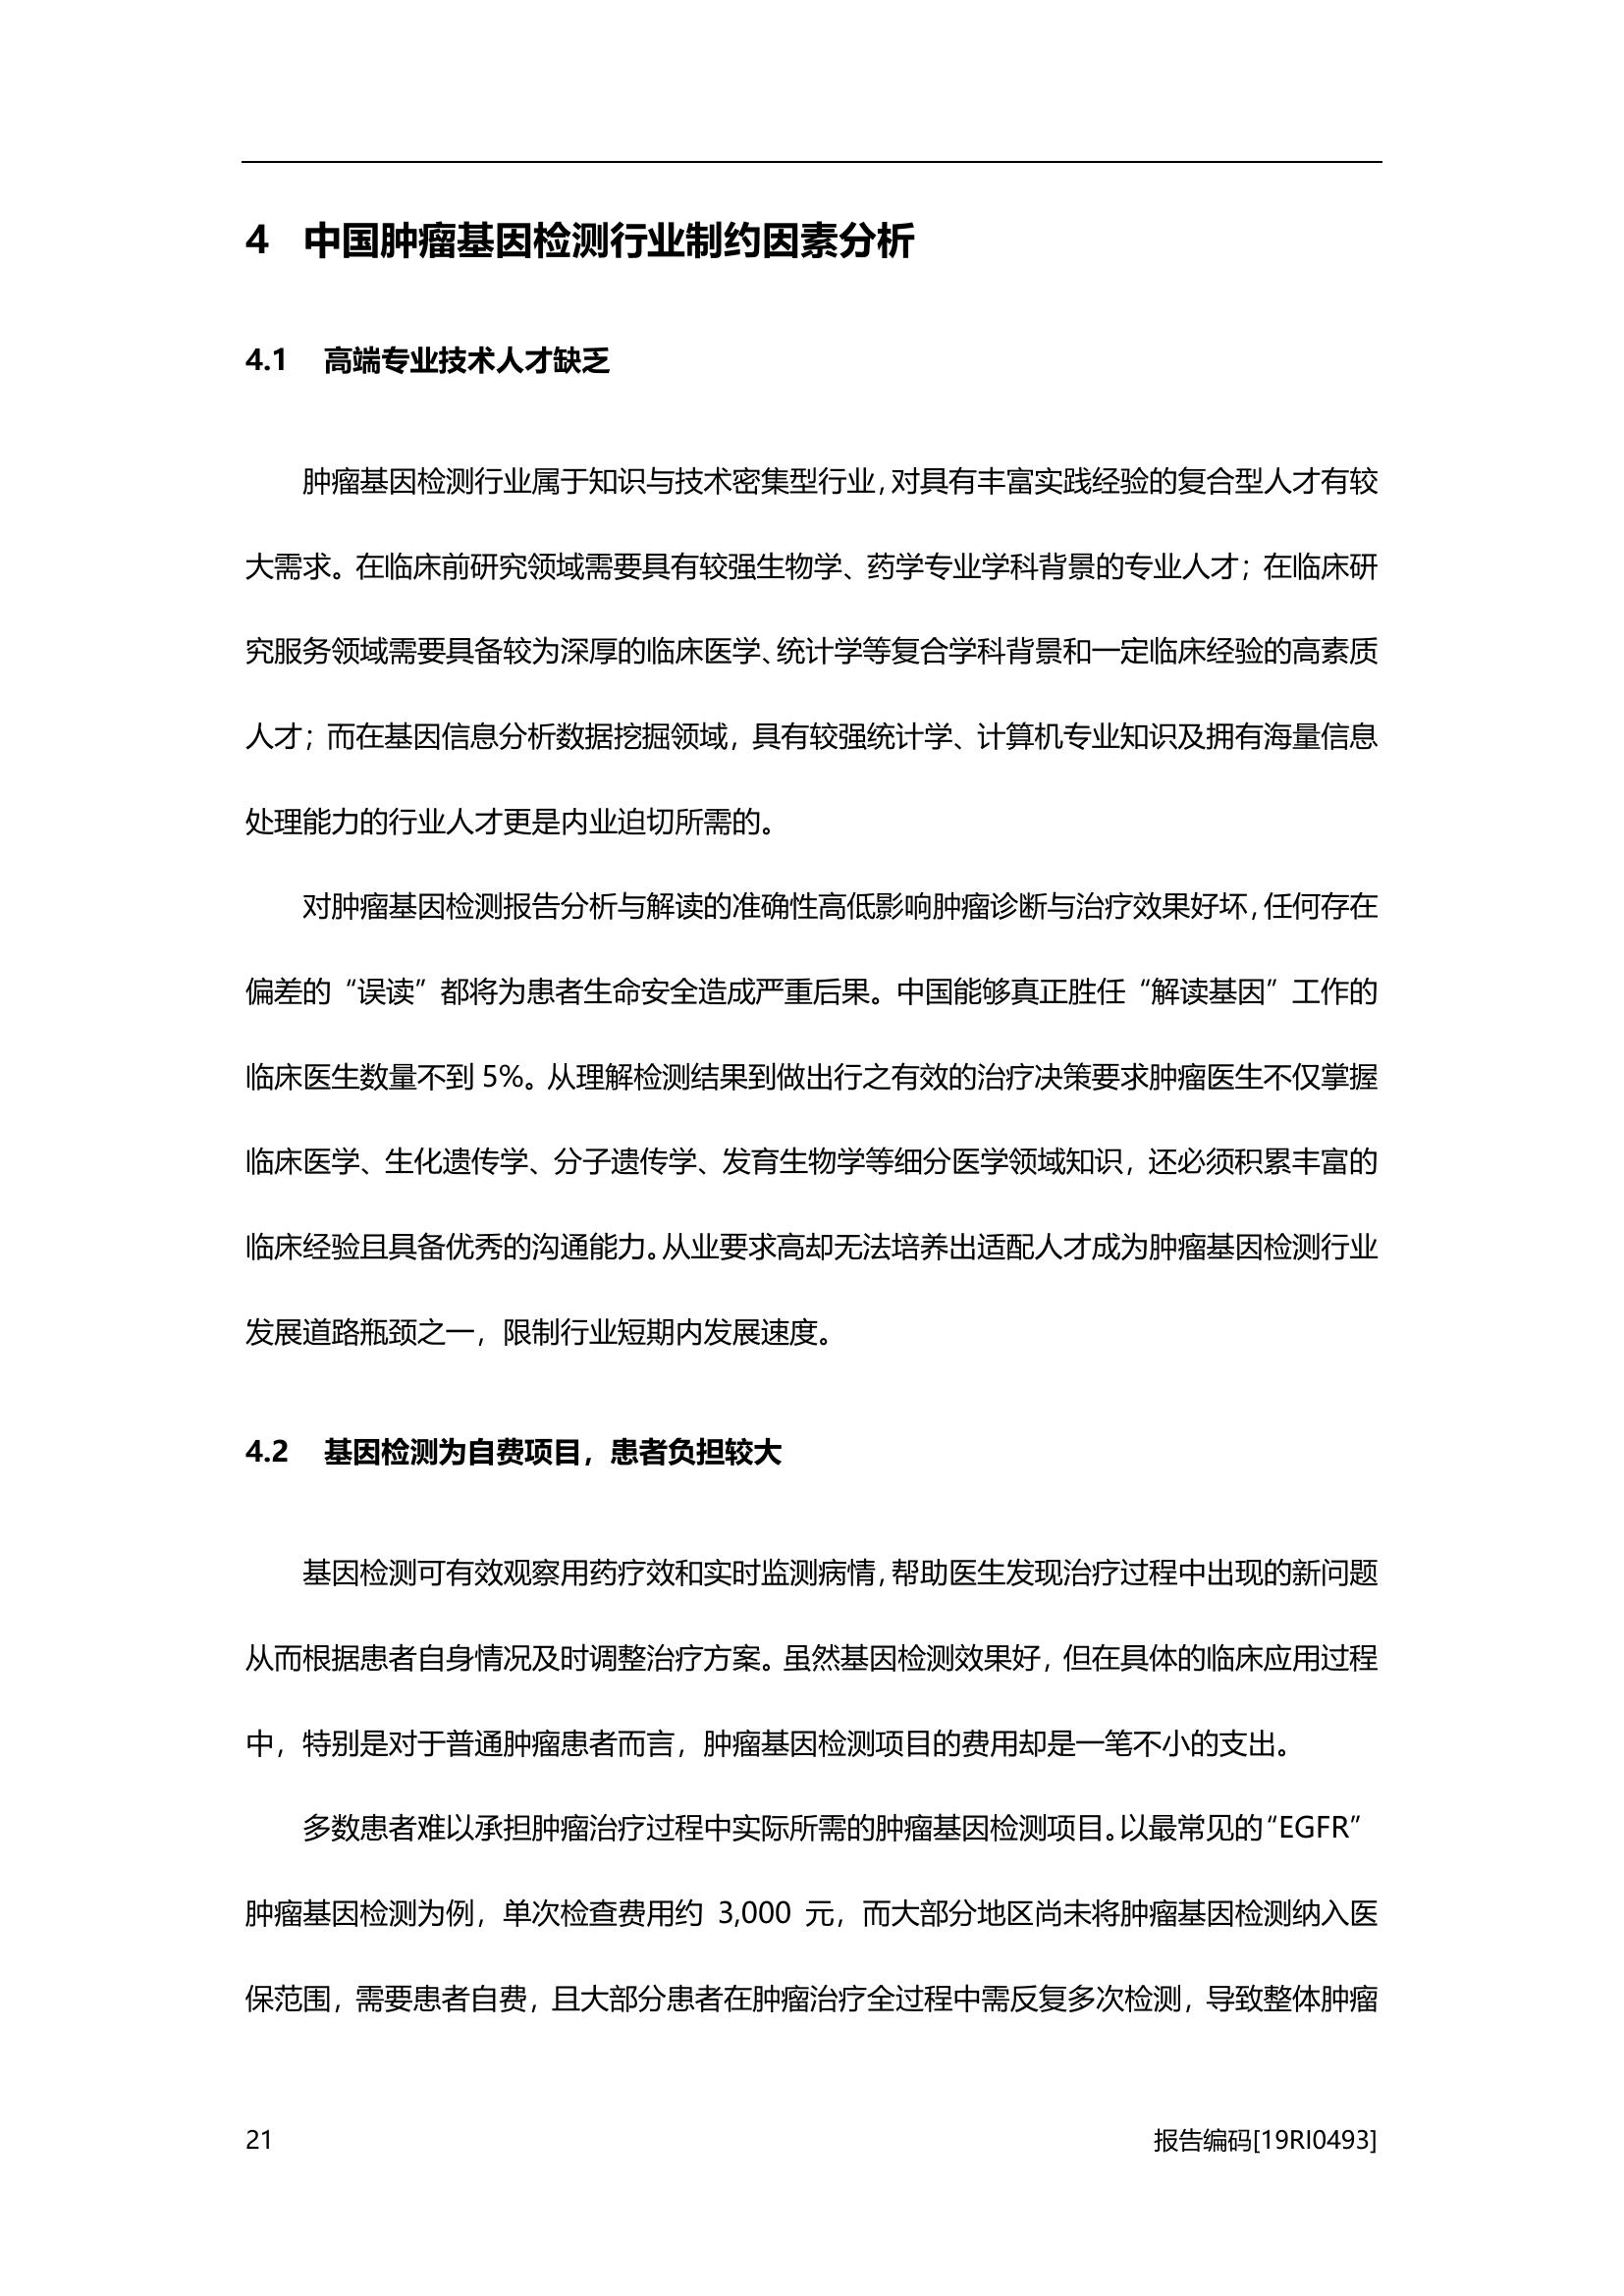 4 中国肿瘤基因检测行业制约因素分析
4.1 高端专业技术人才缺乏
肿瘤基因检测行业属于知识与技术密集型行业，对具有丰富实践经验的复合型人才有较
大需求。在临床前研究领域需要具有较强生物学、药学专业学科背景的专业人才；在临床研
究服务领域需要具备较为深厚的临床医学、统计学等复合学科背景和一定临床经验的高素质
人才；而在基因信息分析数据挖掘领域，具有较强统计学、计算机专业知识及拥有海量信息
处理能力的行业人才更是内业迫切所需的。
对肿瘤基因检测报告分析与解读的准确性高低影响肿瘤诊断与治疗效果好坏，任何存在
偏差的“误读”都将为患者生命安全造成严重后果。中国能够真正胜任“解读基因”工作的
临床医生数量不到 5%。从理解检测结果到做出行之有效的治疗决策要求肿瘤医生不仅掌握
临床医学、生化遗传学、分子遗传学、发育生物学等细分医学领域知识，还必须积累丰富的
临床经验且具备优秀的沟通能力。从业要求高却无法培养出适配人才成为肿瘤基因检测行业
发展道路瓶颈之一，限制行业短期内发展速度。
4.2 基因检测为自费项目，患者负担较大
基因检测可有效观察用药疗效和实时监测病情，帮助医生发现治疗过程中出现的新问题
从而根据患者自身情况及时调整治疗方案。虽然基因检测效果好，但在具体的临床应用过程
中，特别是对于普通肿瘤患者而言，肿瘤基因检测项目的费用却是一笔不小的支出。
多数患者难以承担肿瘤治疗过程中实际所需的肿瘤基因检测项目。以最常见的“EGFR”
肿瘤基因检测为例，单次检查费用约 3,000 元，而大部分地区尚未将肿瘤基因检测纳入医
保范围，需要患者自费，且大部分患者在肿瘤治疗全过程中需反复多次检测，导致整体肿瘤
21 报告编码[19RI0493]